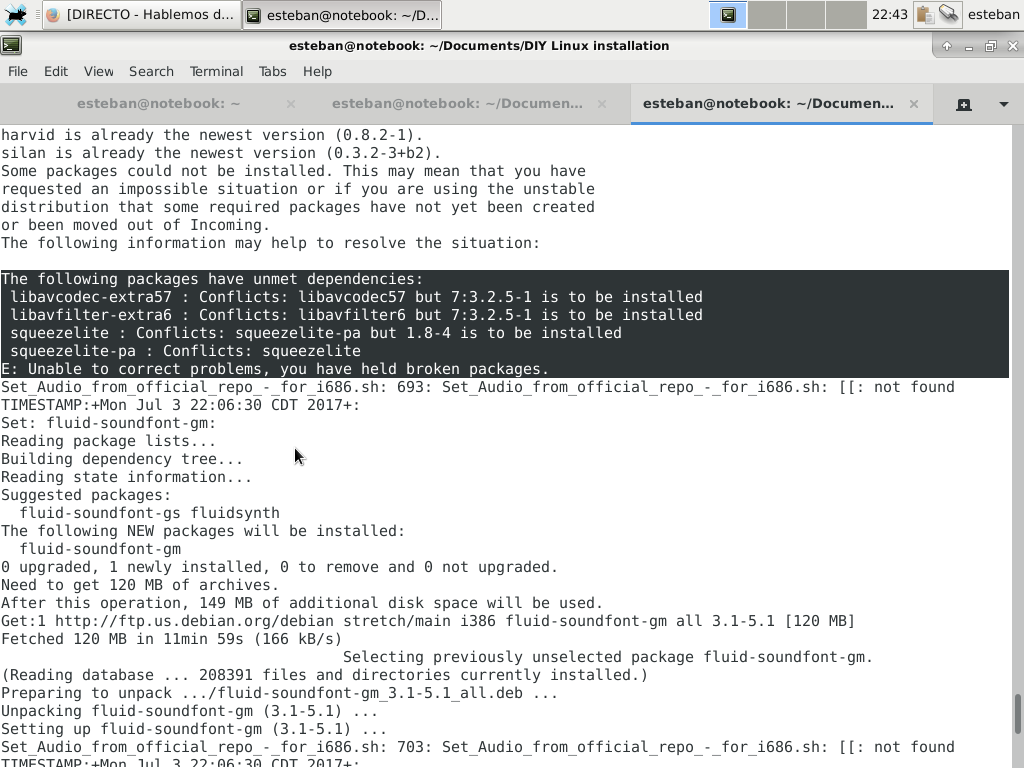 [DIRECTO - Hablemos d...
esteban@notebook: ~/D...
22:43
esteban
esteban@notebook: ~/Documents/DIY Linux installation
File Edit View Search Terminal Tabs Help
esteban@notebook: ~
esteban@notebook: ~/Documen...
esteban@notebook: ~/Documen...
harvid is already the newest version (0.8.2-1).
silan is already the newest version (0.3.2-3+b2).
Some packages could not be installed. This may mean that you have
requested an impossible situation or if you are using the unstable
distribution that some required packages have not yet been created
or been moved out of Incoming.
The following information may help to resolve the situation:
The following packages have unmet dependencies:
libavcodec-extra57 : Conflicts: libavcodec57 but 7:3.2.5-1 is to be installed
libavfilter-extra6 : Conflicts: libavfilter6 but 7:3.2.5-1 is to be installed
squeezelite : Conflicts: squeezelite-pa but 1.8-4 is to be installed
squeezelite-pa : Conflicts: squeezelite
E: Unable to correct problems, you have held broken packages.
Set_Audio_from_official_repo_-_for_i686.sh: 693: Set_Audio_from_official_repo_-_for_i686.sh: [[: not found
TIMESTAMP:+Mon Jul 3 22:06:30 CDT 2017+:
Set: fluid-soundfont-gm:
Reading package lists...
Building dependency tree...
Reading state information...
Suggested packages:
fluid-soundfont-gs fluidsynth
The following NEW packages will be installed:
fluid-soundfont-gm
0 upgraded, 1 newly installed, 0 to remove and 0 not upgraded.
Need to get 120 MB of archives.
After this operation, 149 MB of additional disk space will be used.
Get:1 http://ftp.us.debian.org/debian stretch/main i386 fluid-soundfont-gm all 3.1-5.1 [120 MB]
Fetched 120 MB in 11min 59s (166 kB/s)
Selecting previously unselected package fluid-soundfont-gm.
(Reading database ... 208391 files and directories currently installed.)
Preparing to unpack .../fluid-soundfont-gm_3.1-5.1_all.deb ...
Unpacking fluid-soundfont-gm (3.1-5.1) ...
Setting up fluid-soundfont-gm (3.1-5.1) ...
Set_Audio_from_official_repo_-_for_i686.sh: 703: Set_Audio_from_official_repo_-_for_i686.sh: [[: not found
TIMESTAMP:+Mon Jul 3 22:06:30 CDT 2017+: